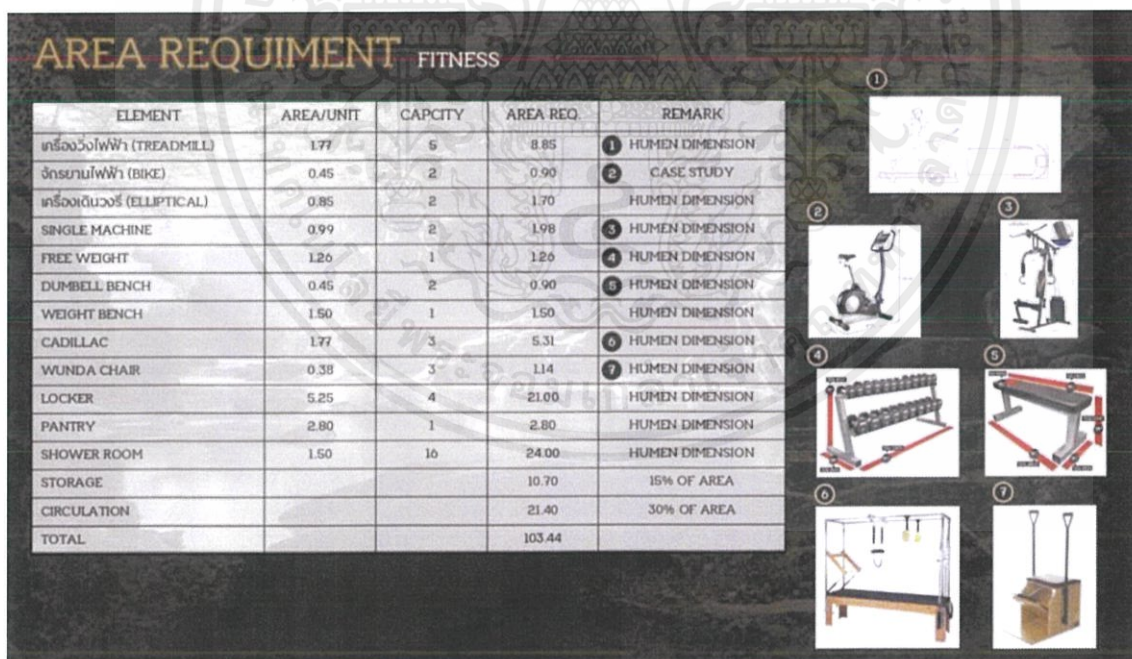 AREA REQUIMENT FITNESS
ELEMENT AREA/UNIT CAPCITY AREA REQ. REMARK
เครื่องวิ่งไฟฟ้า (TREADMILL) 1.77 5 8.85 1 HUMEN DIMENSION
จักรยานไฟฟ้า (BIKE) 0.45 2 0.90 2 CASE STUDY
เครื่องเดินวงรี (ELLIPTICAL) 0.85 2 1.70 HUMEN DIMENSION
SINGLE MACHINE 0.99 2 1.98 3 HUMEN DIMENSION
FREE WEIGHT 1.26 1 1.26 4 HUMEN DIMENSION
DUMBELL BENCH 0.45 2 0.90 5 HUMEN DIMENSION
WEIGHT BENCH 1.50 1 1.50 HUMEN DIMENSION
CADILLAC 1.77 3 5.31 6 HUMEN DIMENSION
WUNDA CHAIR 0.38 3 1.14 7 HUMEN DIMENSION
LOCKER 5.25 4 21.00 HUMEN DIMENSION
PANTRY 2.80 1 2.80 HUMEN DIMENSION
SHOWER ROOM 1.50 16 24.00 HUMEN DIMENSION
STORAGE 10.70 15% OF AREA
CIRCULATION 21.40 30% OF AREA
TOTAL 103.44
1
2
3
4
5
6
7